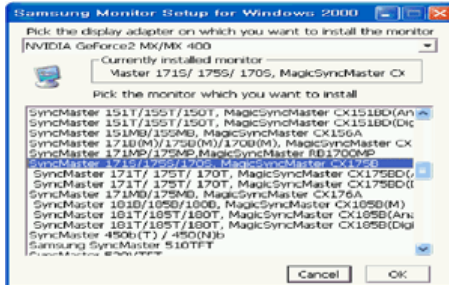 Samsung Monitor Setup for Windows 2000
Pick the display adapter on which you want to install the monitor
NVIDIA GeForce2 MX/MX 400
Currently installed monitor
Master 171S/ 175S/ 170S, MagicSyncMaster CX
Pick the monitor which you want to install
SyncMaster 151T/155T/150T, MagicSyncMaster CX151BD(An
SyncMaster 151T/155T/150T, MagicSyncMaster CX151BD(Dig
SyncMaster 151MB/155MB, MagicSyncMaster CX156A
SyncMaster 171B(M)/175B(M)/170B(M), MagicSyncMaster CX
SyncMaster 171MP/175MP,MagicSyncMaster RB1700MP
SyncMaster 171S/175S/170S, MagicSyncMaster CX175B
SyncMaster 171T/ 175T/ 170T, MagicSyncMaster CX175BD(
SyncMaster 171T/ 175T/ 170T, MagicSyncMaster CX175BD(
SyncMaster 17 MB/175MB, MagicSyncMaster CX176A
SyncMaster 181B/185B/180B, MagicSyncMaster CX185B(M)
SyncMaster 181T/185T/180T, MagicSyncMaster CX185B(Ana
SyncMaster 181T/185T/180T, MagicSyncMaster CX185B(Digi
SyncMaster 450b(T) / 450(N)b
Samsung SyncMaster 510TFT
Cancel
OK